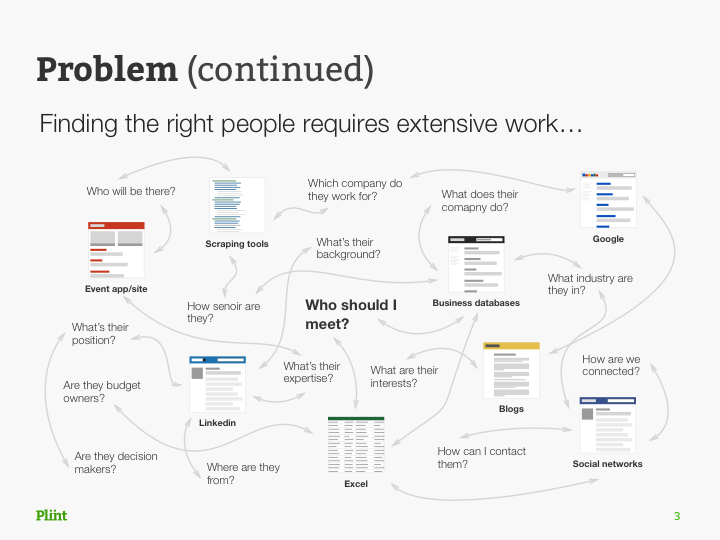 Problem (continued)
Finding the right people requires extensive work…
Who will be there?
Which company do
they work for?
What does their
comapny do?
Scraping tools
Google
What's their
background?
Event app/site
What industry are
they in?
How senoir are
they?
Who should I
meet?
Business databases
What's their
position?
What's their
expertise?
What are their
interests?
How are we
connected?
Are they budget
owners?
Linkedin
Blogs
Are they decision
makers?
Where are they
from?
Excel
How can I contact
them?
Social networks
Plint
3